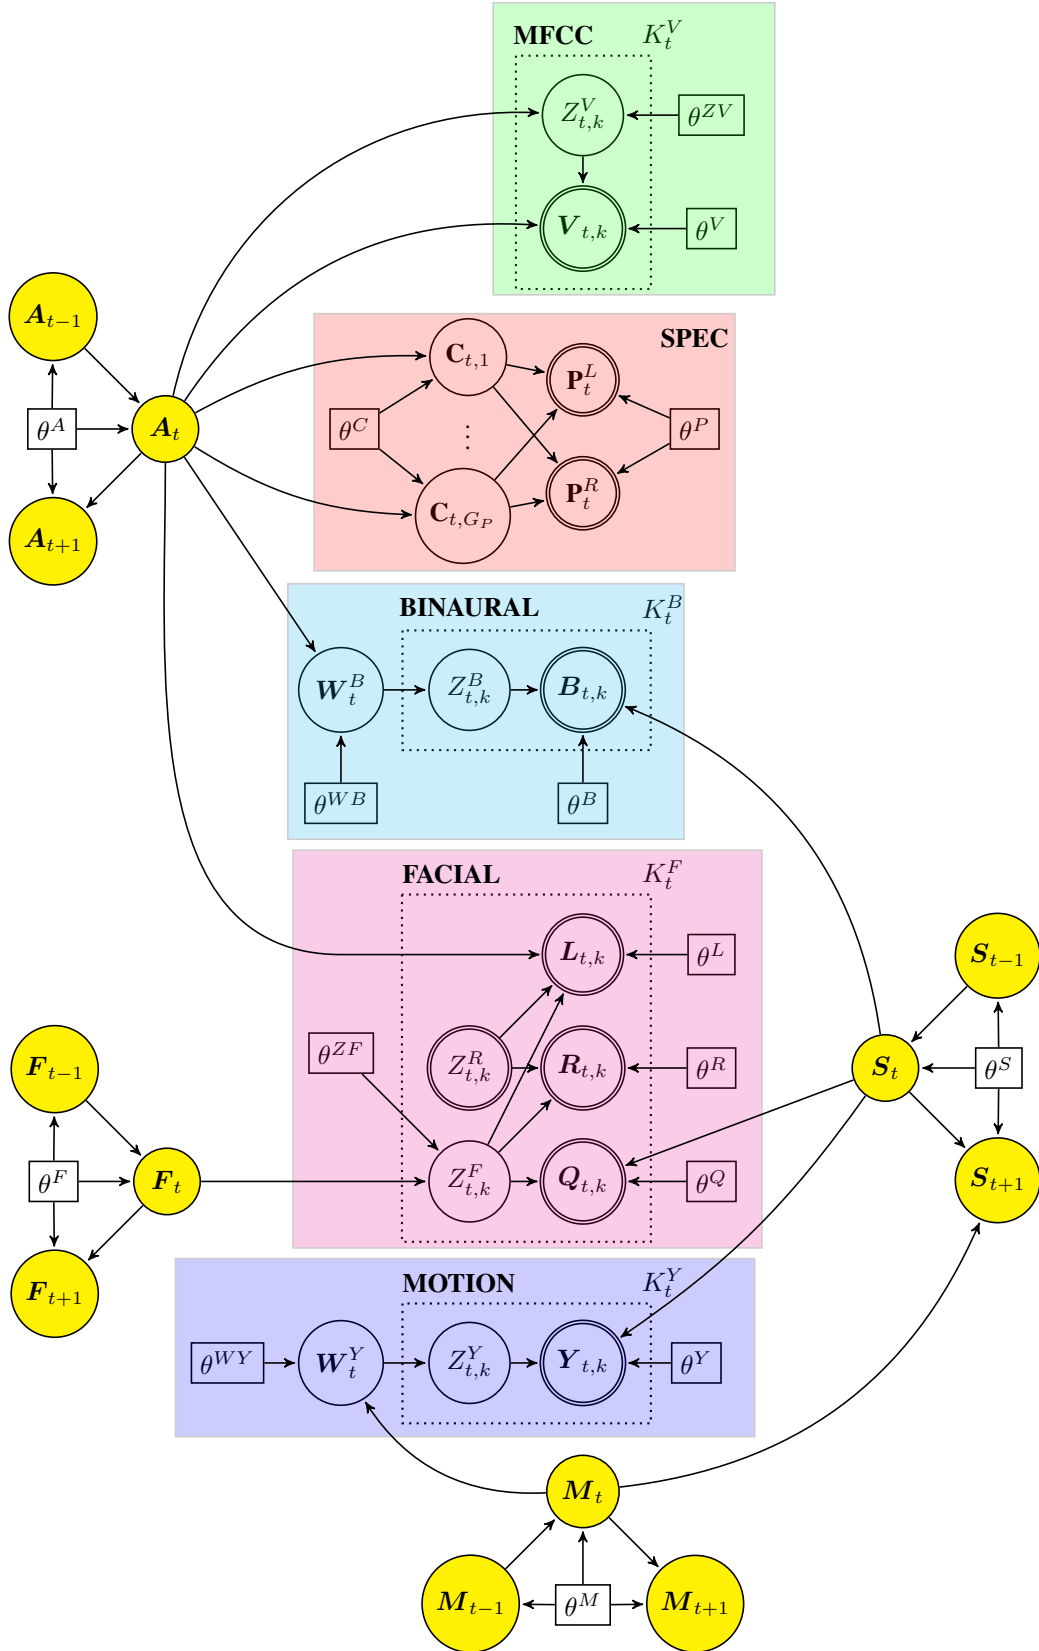 MFCC K_t^V
Z_{t,k}^V
θ^{ZV}
V_{t,k}
θ^V
A_{t-1}
SPEC
C_{t,1}
P_t^L
θ^A
A_t
θ^C
⋮
θ^P
P_t^R
C_{t,G_P}
A_{t+1}
BINAURAL K_t^B
W_t^B
Z_{t,k}^B
B_{t,k}
θ^{WB}
θ^B
FACIAL K_t^F
L_{t,k}
θ^L
S_{t-1}
θ^{ZF}
F_{t-1}
Z_{t,k}^R
R_{t,k}
θ^R
S_t
θ^S
θ^F
F_t
Z_{t,k}^F
Q_{t,k}
θ^Q
S_{t+1}
F_{t+1}
MOTION K_t^Y
θ^{WY}
W_t^Y
Z_{t,k}^Y
Y_{t,k}
θ^Y
M_t
M_{t-1}
θ^M
M_{t+1}